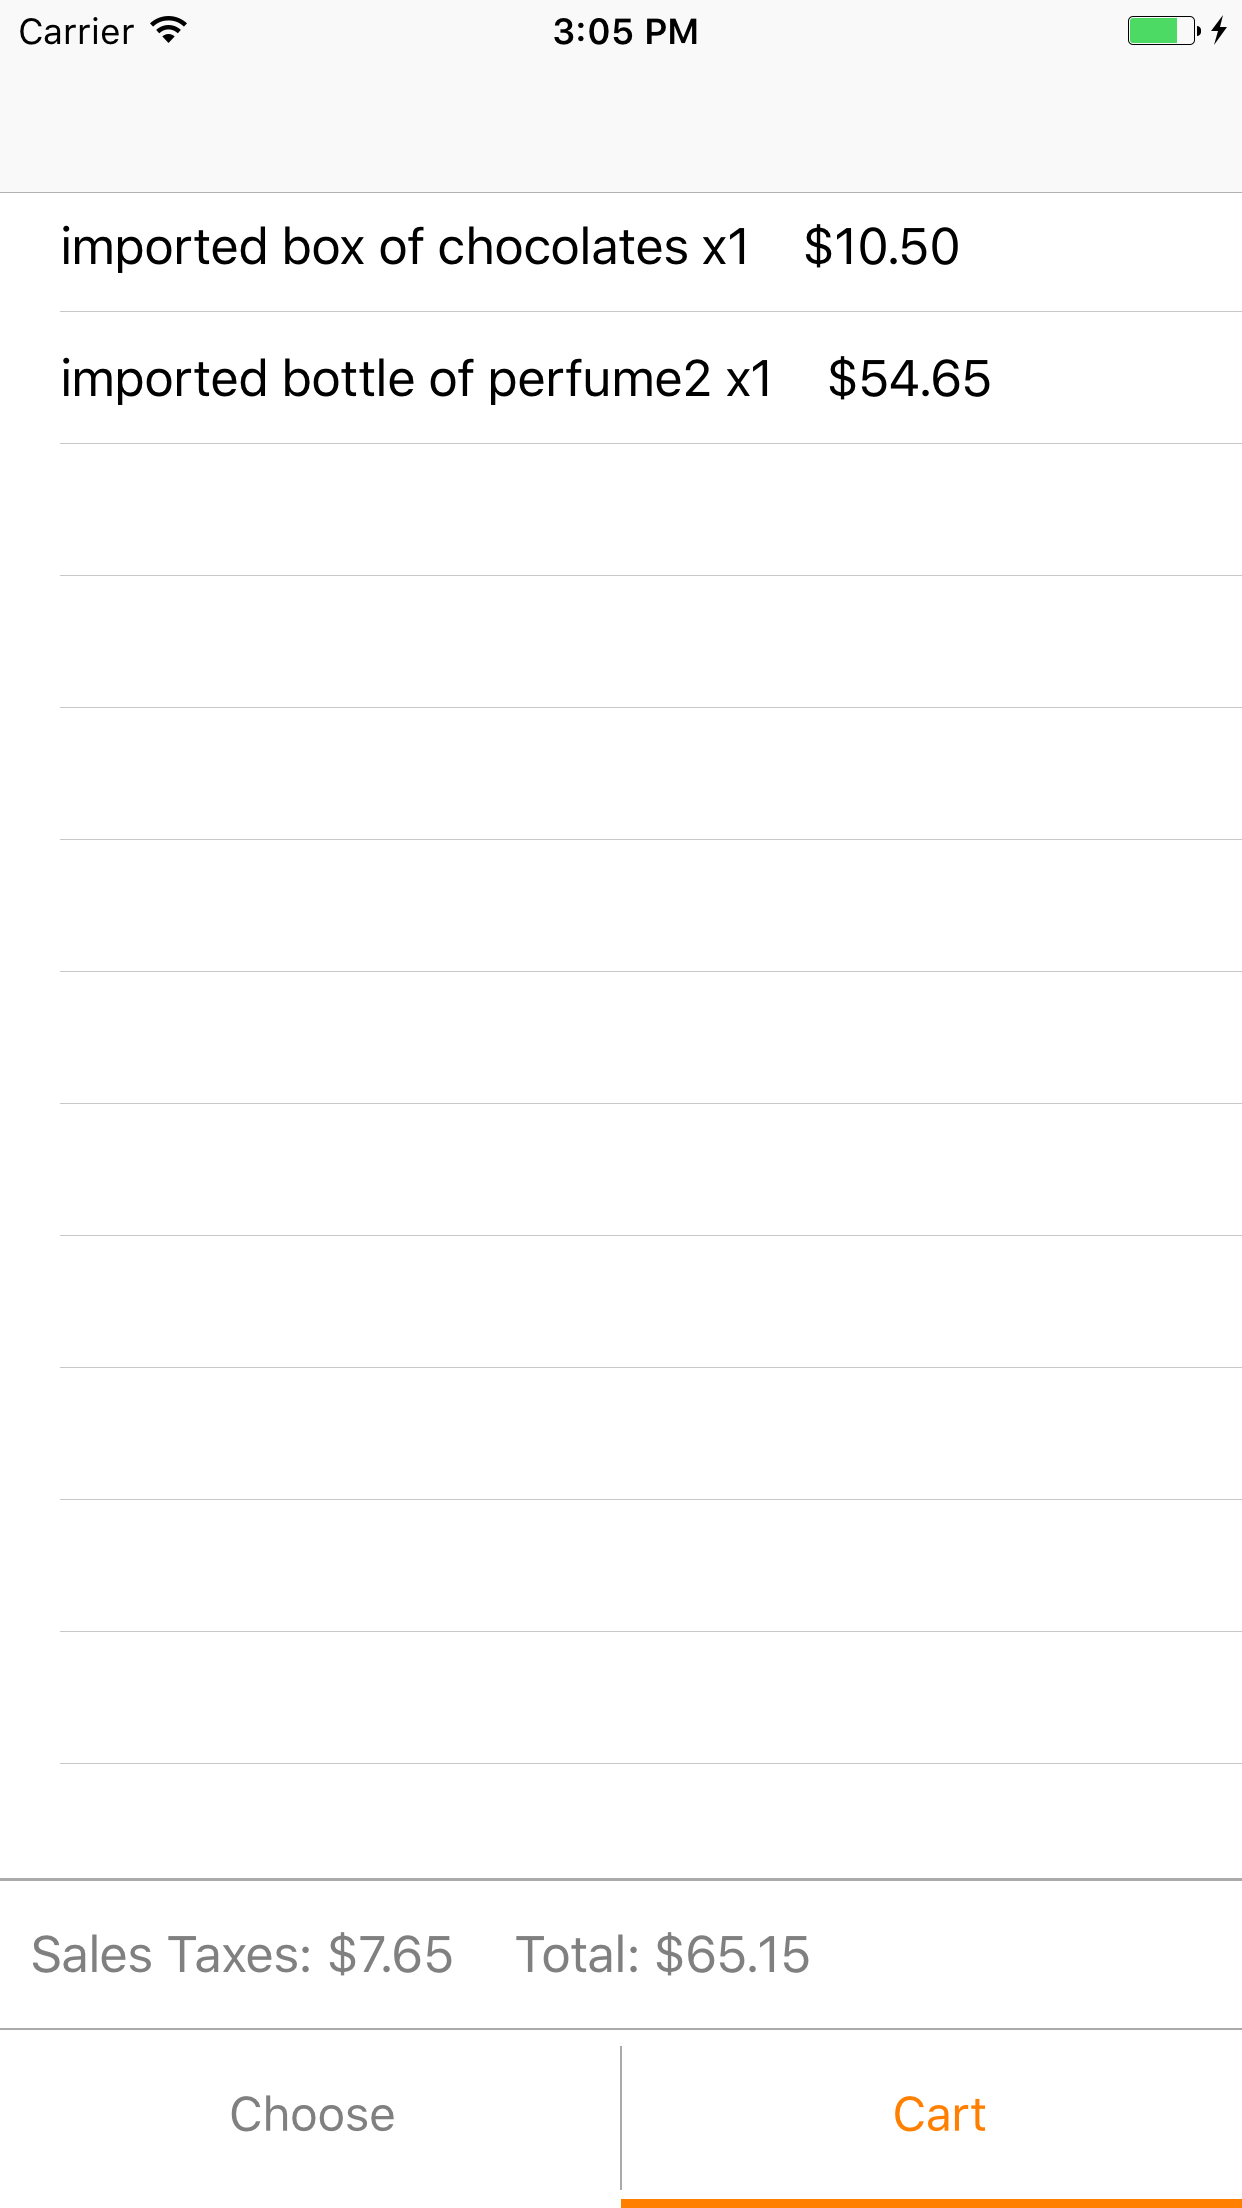 Carrier 3:05 PM
imported box of chocolates x1 $10.50
imported bottle of perfume2 x1 $54.65
Sales Taxes: $7.65 Total: $65.15
Choose Cart